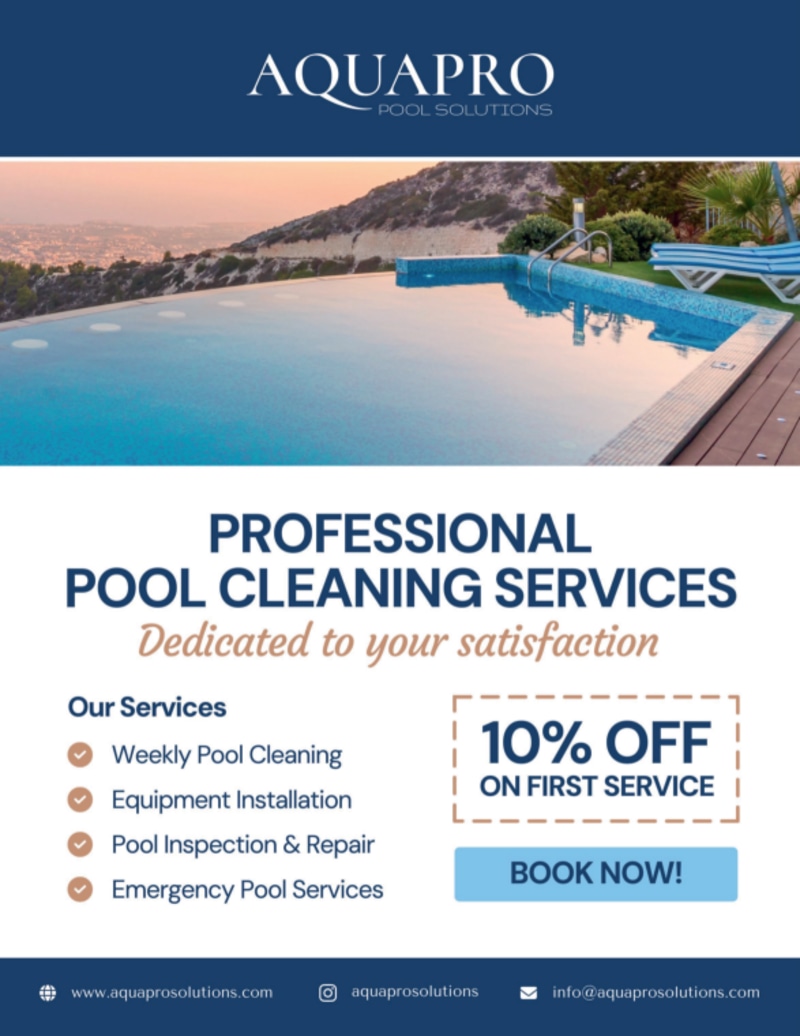 AQUAPRO
POOL SOLUTIONS
PROFESSIONAL
POOL CLEANING SERVICES
Dedicated to your satisfaction
Our Services
Weekly Pool Cleaning
Equipment Installation
Pool Inspection & Repair
Emergency Pool Services
10% OFF
ON FIRST SERVICE
BOOK NOW!
www.aquaprosolutions.com
aquaprosolutions
info@aquaprosolutions.com